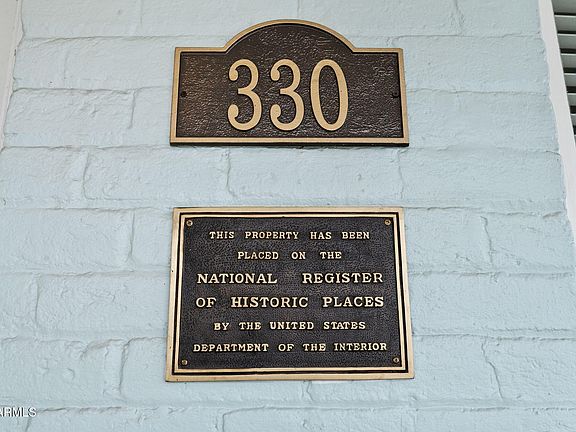 330
THIS PROPERTY HAS BEEN
PLACED ON THE
NATIONAL REGISTER
OF HISTORIC PLACES
BY THE UNITED STATES
DEPARTMENT OF THE INTERIOR
ARMLS